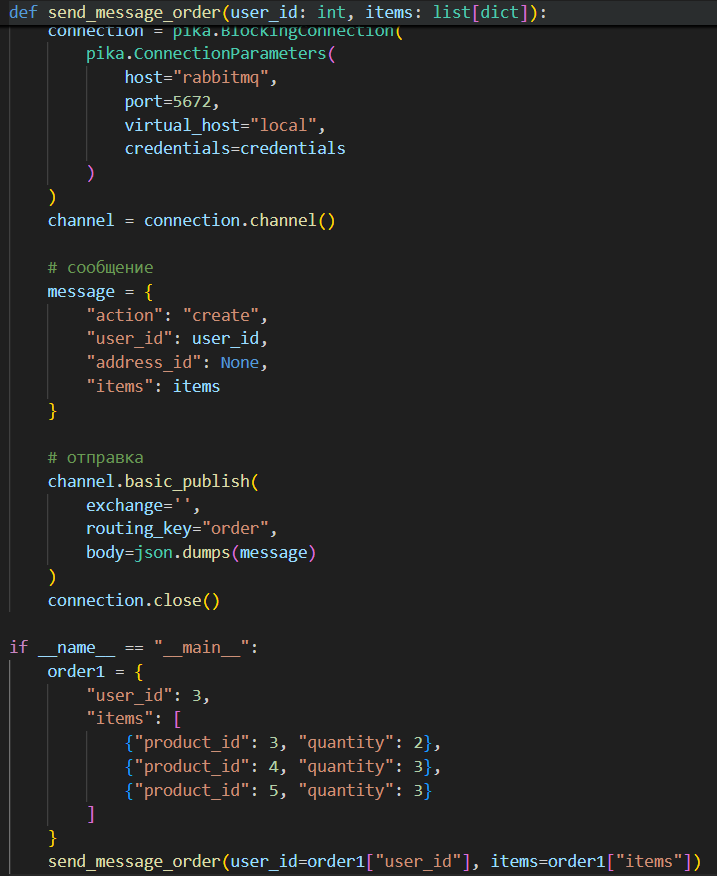 def send_message_order(user_id: int, items: list[dict]):
    connection = pika.BlockingConnection(
        pika.ConnectionParameters(
            host="rabbitmq",
            port=5672,
            virtual_host="local",
            credentials=credentials
        )
    )
    channel = connection.channel()

    # сообщение
    message = {
        "action": "create",
        "user_id": user_id,
        "address_id": None,
        "items": items
    }

    # отправка
    channel.basic_publish(
        exchange='',
        routing_key="order",
        body=json.dumps(message)
    )
    connection.close()

if __name__ == "__main__":
    order1 = {
        "user_id": 3,
        "items": [
            {"product_id": 3, "quantity": 2},
            {"product_id": 4, "quantity": 3},
            {"product_id": 5, "quantity": 3}
        ]
    }
    send_message_order(user_id=order1["user_id"], items=order1["items"])